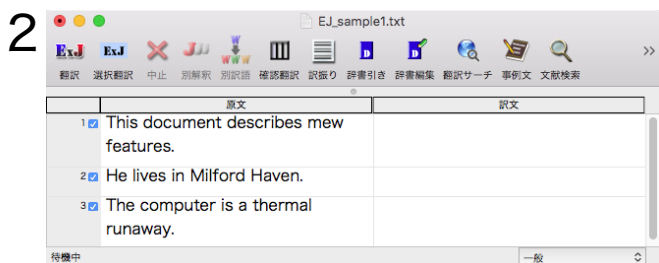 2
EJ_sample1.txt
ExJ ExJ JJJ W WWW D D
翻訳 選択翻訳 中止 別解釈 別訳語 確認翻訳 訳振り 辞書引き 辞書編集 翻訳サーチ 事例文 文献検索
原文 訳文
1 This document describes mew
features.
2 He lives in Milford Haven.
3 The computer is a thermal
runaway.
待機中 一般